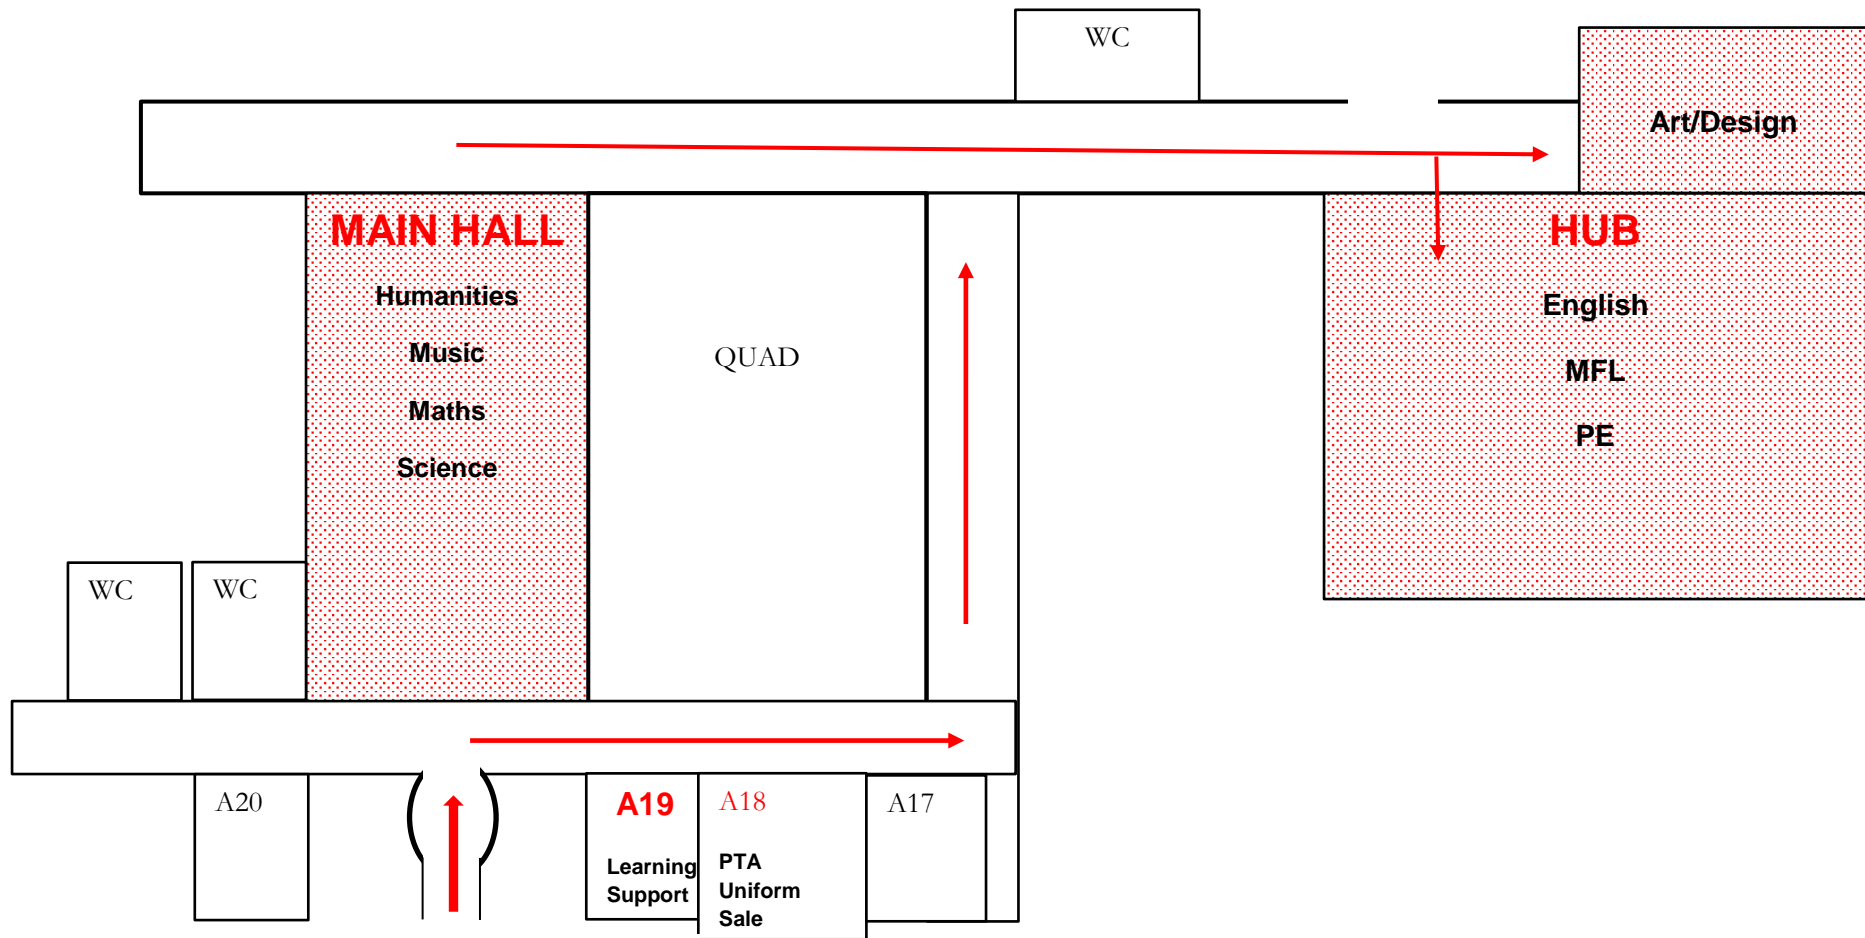 WC
Art/Design
MAIN HALL
Humanities
Music
Maths
Science
QUAD
HUB
English
MFL
PE
WC
WC
A20
A19
Learning
Support
A18
PTA
Uniform
Sale
A17